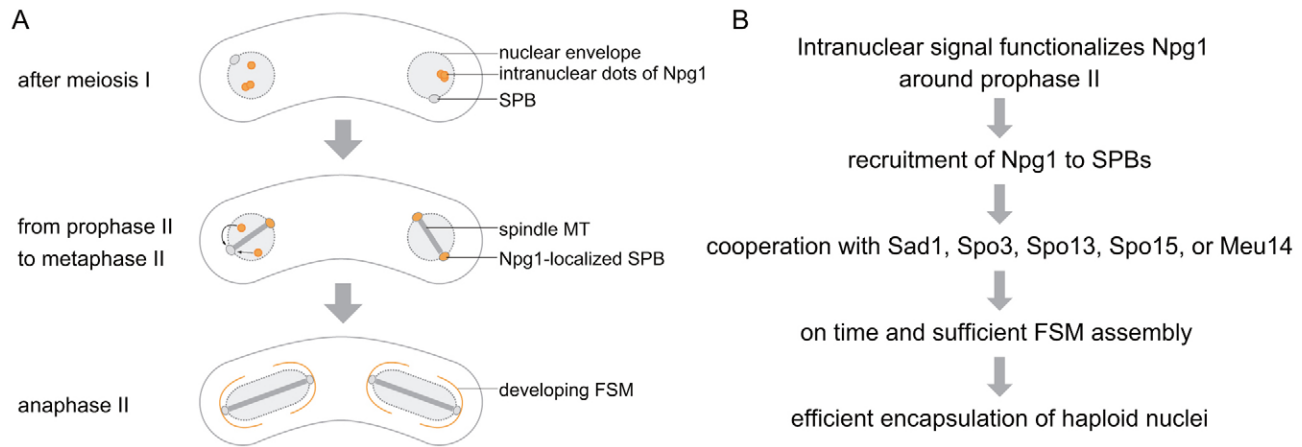 A
after meiosis I
nuclear envelope
intranuclear dots of Npg1
SPB
from prophase II
to metaphase II
spindle MT
Npg1-localized SPB
anaphase II
developing FSM
B
Intranuclear signal functionalizes Npg1
around prophase II
recruitment of Npg1 to SPBs
cooperation with Sad1, Spo3, Spo13, Spo15, or Meu14
on time and sufficient FSM assembly
efficient encapsulation of haploid nuclei